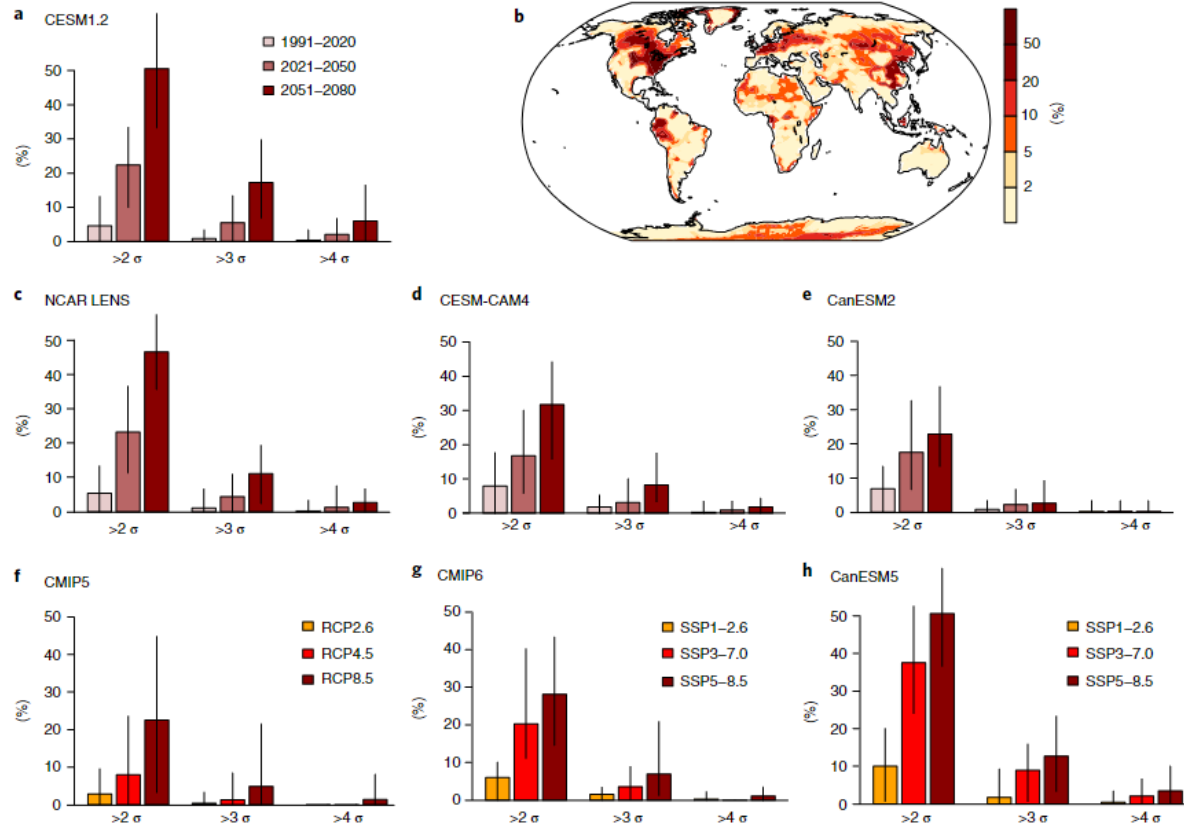 a CESM1.2
1991–2020
2021–2050
2051–2080
50
40
30
20
10
0
(%)
>2 σ
>3 σ
>4 σ
b
50
20
10
5
2
(%)
c NCAR LENS
50
40
30
20
10
0
(%)
>2 σ
>3 σ
>4 σ
d CESM-CAM4
50
40
30
20
10
0
(%)
>2 σ
>3 σ
>4 σ
e CanESM2
50
40
30
20
10
0
(%)
>2 σ
>3 σ
>4 σ
f CMIP5
RCP2.6
RCP4.5
RCP8.5
50
40
30
20
10
0
(%)
>2 σ
>3 σ
>4 σ
g CMIP6
SSP1–2.6
SSP3–7.0
SSP5–8.5
50
40
30
20
10
0
(%)
>2 σ
>3 σ
>4 σ
h CanESM5
SSP1–2.6
SSP3–7.0
SSP5–8.5
50
40
30
20
10
0
(%)
>2 σ
>3 σ
>4 σ